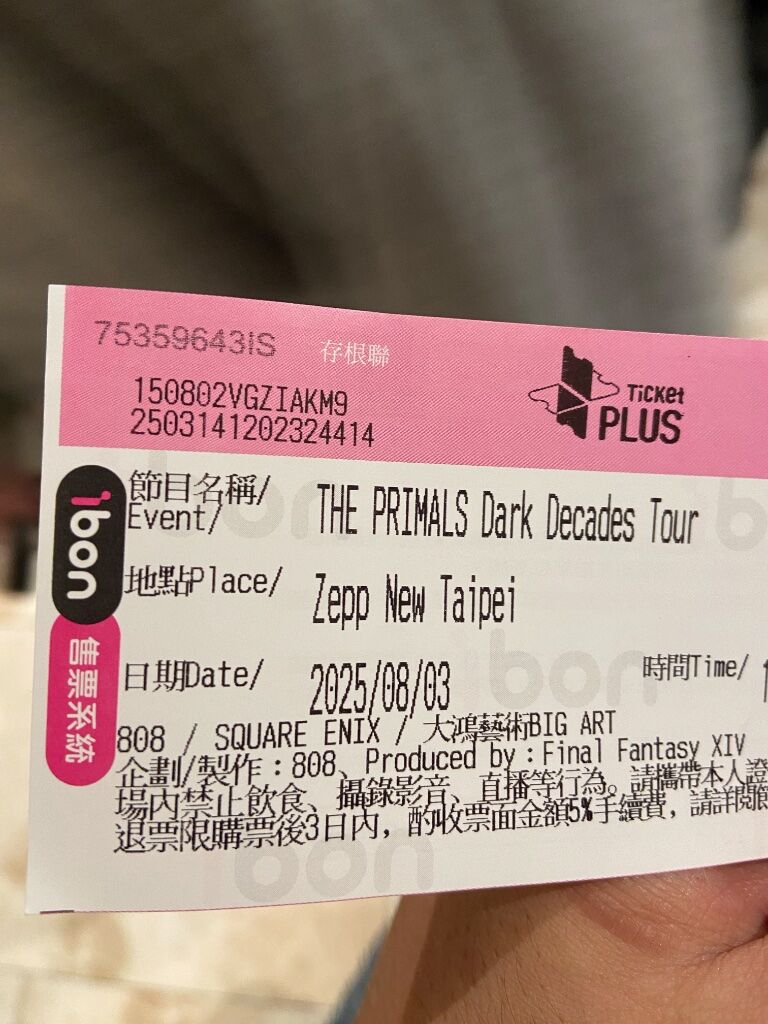 75359643IS 存根聯
150802VGZIAKM9
2503141202324414
Ticket PLUS
ibon 售票系統
節目名稱/
Event/ THE PRIMALS Dark Decades Tour
地點Place/ Zepp New Taipei
日期Date/ 2025/08/03 時間Time/
808 / SQUARE ENIX / 大鴻藝術BIG ART
企劃/製作:808、Produced by:Final Fantasy XIV
場內禁止飲食、攝錄影音、直播等行為。請攜帶本人證
退票限購票後3日內,酌收票面金額5%手續費,請詳閱